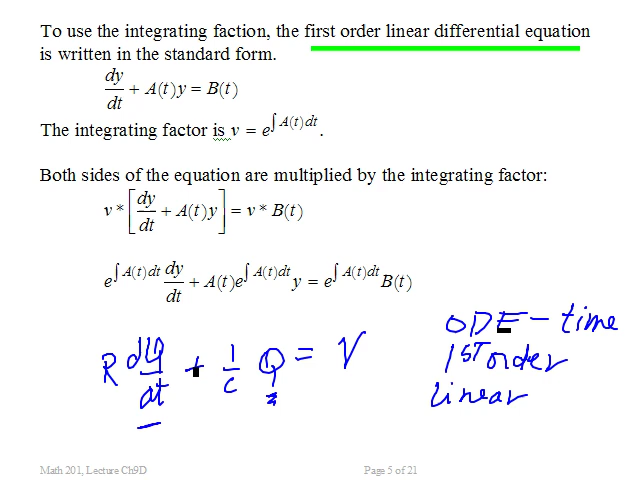 To use the integrating faction, the first order linear differential equation
is written in the standard form.
dy/dt + A(t)y = B(t)
The integrating factor is v = e^{∫A(t)dt}.
Both sides of the equation are multiplied by the integrating factor:
v * [dy/dt + A(t)y] = v * B(t)
e^{∫A(t)dt} dy/dt + A(t)e^{∫A(t)dt} y = e^{∫A(t)dt} B(t)
ODE - time
R dQ/dt + 1/C Q = V
1ST order
linear
Math 201, Lecture Ch9D Page 5 of 21